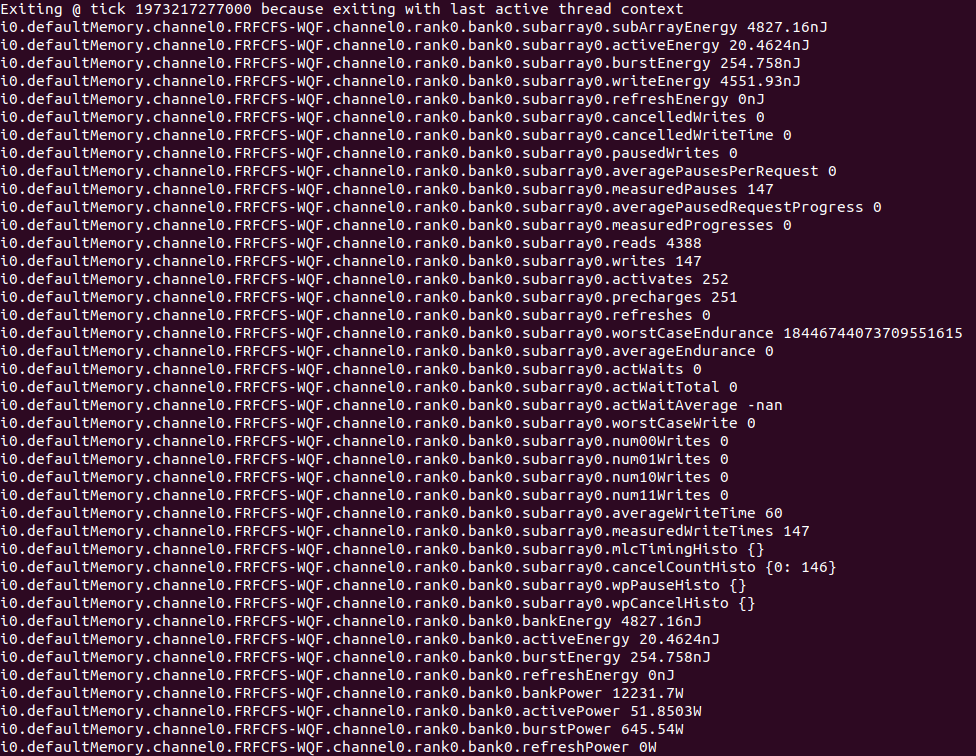 Exiting @ tick 1973217277000 because exiting with last active thread context
i0.defaultMemory.channel0.FRFCFS-WQF.channel0.rank0.bank0.subarray0.subArrayEnergy 4827.16nJ
i0.defaultMemory.channel0.FRFCFS-WQF.channel0.rank0.bank0.subarray0.activeEnergy 20.4624nJ
i0.defaultMemory.channel0.FRFCFS-WQF.channel0.rank0.bank0.subarray0.burstEnergy 254.758nJ
i0.defaultMemory.channel0.FRFCFS-WQF.channel0.rank0.bank0.subarray0.writeEnergy 4551.93nJ
i0.defaultMemory.channel0.FRFCFS-WQF.channel0.rank0.bank0.subarray0.refreshEnergy 0nJ
i0.defaultMemory.channel0.FRFCFS-WQF.channel0.rank0.bank0.subarray0.cancelledWrites 0
i0.defaultMemory.channel0.FRFCFS-WQF.channel0.rank0.bank0.subarray0.cancelledWriteTime 0
i0.defaultMemory.channel0.FRFCFS-WQF.channel0.rank0.bank0.subarray0.pausedWrites 0
i0.defaultMemory.channel0.FRFCFS-WQF.channel0.rank0.bank0.subarray0.averagePausesPerRequest 0
i0.defaultMemory.channel0.FRFCFS-WQF.channel0.rank0.bank0.subarray0.measuredPauses 147
i0.defaultMemory.channel0.FRFCFS-WQF.channel0.rank0.bank0.subarray0.averagePausedRequestProgress 0
i0.defaultMemory.channel0.FRFCFS-WQF.channel0.rank0.bank0.subarray0.measuredProgresses 0
i0.defaultMemory.channel0.FRFCFS-WQF.channel0.rank0.bank0.subarray0.reads 4388
i0.defaultMemory.channel0.FRFCFS-WQF.channel0.rank0.bank0.subarray0.writes 147
i0.defaultMemory.channel0.FRFCFS-WQF.channel0.rank0.bank0.subarray0.activates 252
i0.defaultMemory.channel0.FRFCFS-WQF.channel0.rank0.bank0.subarray0.precharges 251
i0.defaultMemory.channel0.FRFCFS-WQF.channel0.rank0.bank0.subarray0.refreshes 0
i0.defaultMemory.channel0.FRFCFS-WQF.channel0.rank0.bank0.subarray0.worstCaseEndurance 18446744073709551615
i0.defaultMemory.channel0.FRFCFS-WQF.channel0.rank0.bank0.subarray0.averageEndurance 0
i0.defaultMemory.channel0.FRFCFS-WQF.channel0.rank0.bank0.subarray0.actWaits 0
i0.defaultMemory.channel0.FRFCFS-WQF.channel0.rank0.bank0.subarray0.actWaitTotal 0
i0.defaultMemory.channel0.FRFCFS-WQF.channel0.rank0.bank0.subarray0.actWaitAverage -nan
i0.defaultMemory.channel0.FRFCFS-WQF.channel0.rank0.bank0.subarray0.worstCaseWrite 0
i0.defaultMemory.channel0.FRFCFS-WQF.channel0.rank0.bank0.subarray0.num00Writes 0
i0.defaultMemory.channel0.FRFCFS-WQF.channel0.rank0.bank0.subarray0.num01Writes 0
i0.defaultMemory.channel0.FRFCFS-WQF.channel0.rank0.bank0.subarray0.num10Writes 0
i0.defaultMemory.channel0.FRFCFS-WQF.channel0.rank0.bank0.subarray0.num11Writes 0
i0.defaultMemory.channel0.FRFCFS-WQF.channel0.rank0.bank0.subarray0.averageWriteTime 60
i0.defaultMemory.channel0.FRFCFS-WQF.channel0.rank0.bank0.subarray0.measuredWriteTimes 147
i0.defaultMemory.channel0.FRFCFS-WQF.channel0.rank0.bank0.subarray0.mlcTimingHisto {}
i0.defaultMemory.channel0.FRFCFS-WQF.channel0.rank0.bank0.subarray0.cancelCountHisto {0: 146}
i0.defaultMemory.channel0.FRFCFS-WQF.channel0.rank0.bank0.subarray0.wpPauseHisto {}
i0.defaultMemory.channel0.FRFCFS-WQF.channel0.rank0.bank0.subarray0.wpCancelHisto {}
i0.defaultMemory.channel0.FRFCFS-WQF.channel0.rank0.bank0.bankEnergy 4827.16nJ
i0.defaultMemory.channel0.FRFCFS-WQF.channel0.rank0.bank0.activeEnergy 20.4624nJ
i0.defaultMemory.channel0.FRFCFS-WQF.channel0.rank0.bank0.burstEnergy 254.758nJ
i0.defaultMemory.channel0.FRFCFS-WQF.channel0.rank0.bank0.refreshEnergy 0nJ
i0.defaultMemory.channel0.FRFCFS-WQF.channel0.rank0.bank0.bankPower 12231.7W
i0.defaultMemory.channel0.FRFCFS-WQF.channel0.rank0.bank0.activePower 51.8503W
i0.defaultMemory.channel0.FRFCFS-WQF.channel0.rank0.bank0.burstPower 645.54W
i0.defaultMemory.channel0.FRFCFS-WQF.channel0.rank0.bank0.refreshPower 0W